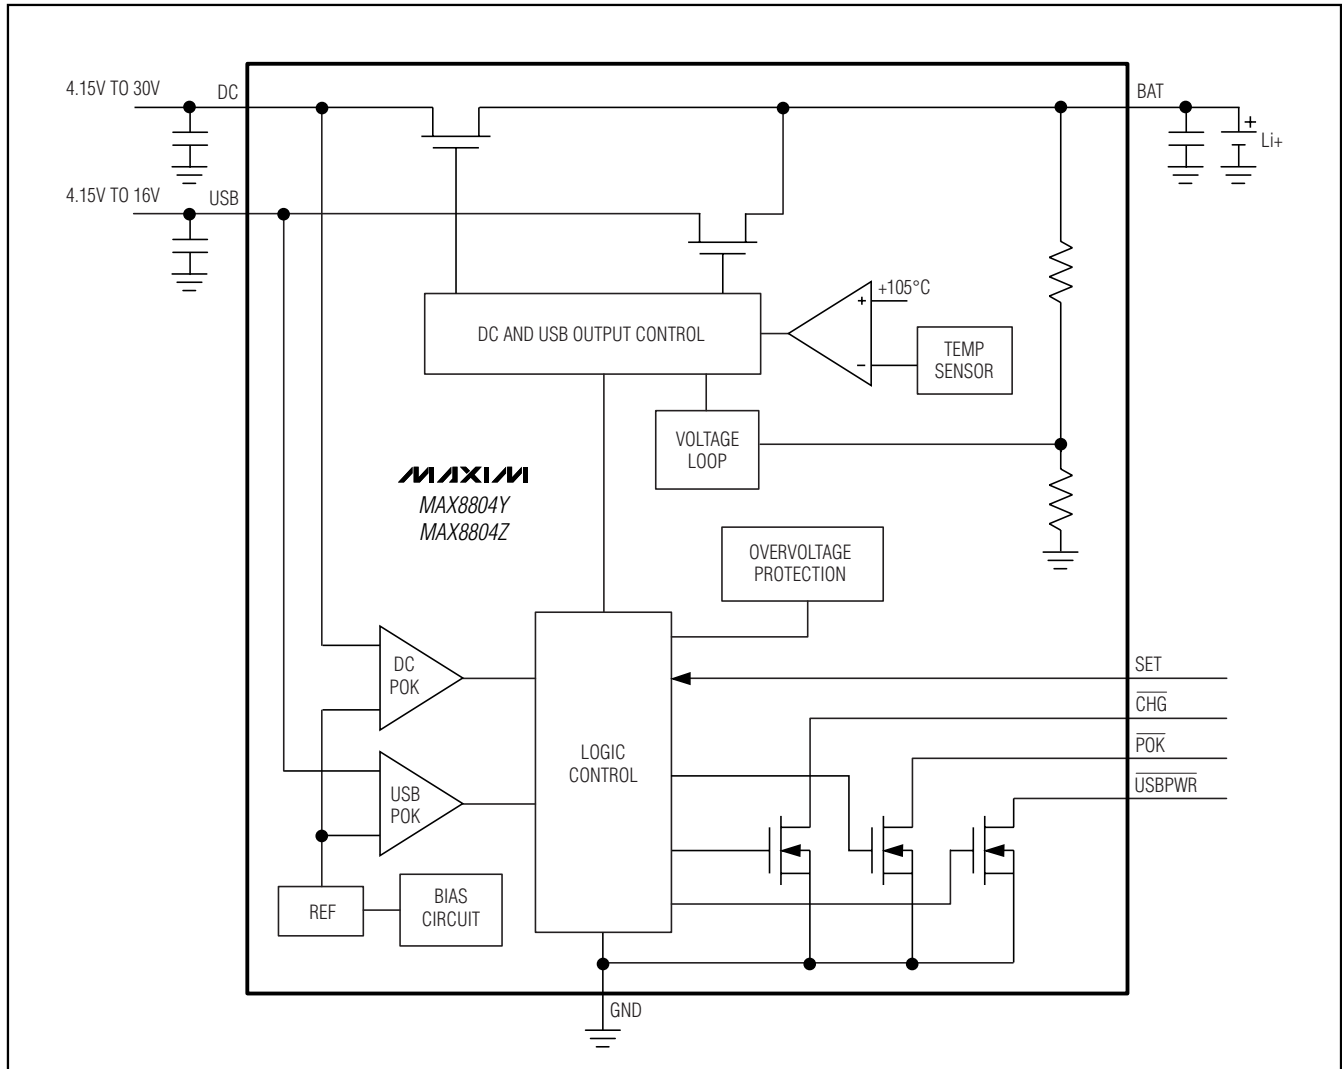 4.15V TO 30V
DC
BAT
+
Li+
4.15V TO 16V
USB
+105°C
+
−
DC AND USB OUTPUT CONTROL
TEMP
SENSOR
VOLTAGE
LOOP
MAXIM
MAX8804Y
MAX8804Z
OVERVOLTAGE
PROTECTION
DC
POK
SET
CHG
POK
USBPWR
LOGIC
CONTROL
USB
POK
REF
BIAS
CIRCUIT
GND